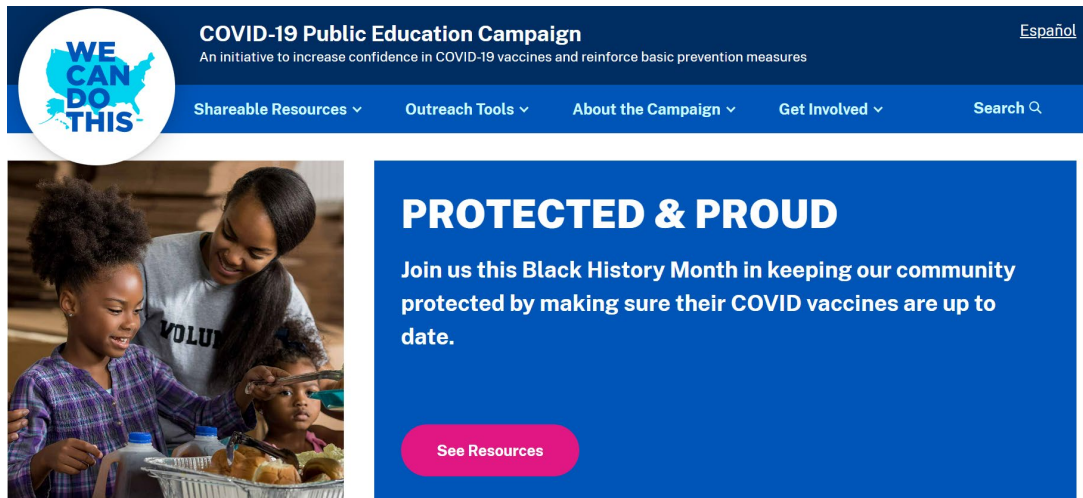 WE
CAN
DO
THIS
COVID-19 Public Education Campaign
An initiative to increase confidence in COVID-19 vaccines and reinforce basic prevention measures
Español
Shareable Resources
Outreach Tools
About the Campaign
Get Involved
Search
VOLU
PROTECTED & PROUD
Join us this Black History Month in keeping our community
protected by making sure their COVID vaccines are up to
date.
See Resources